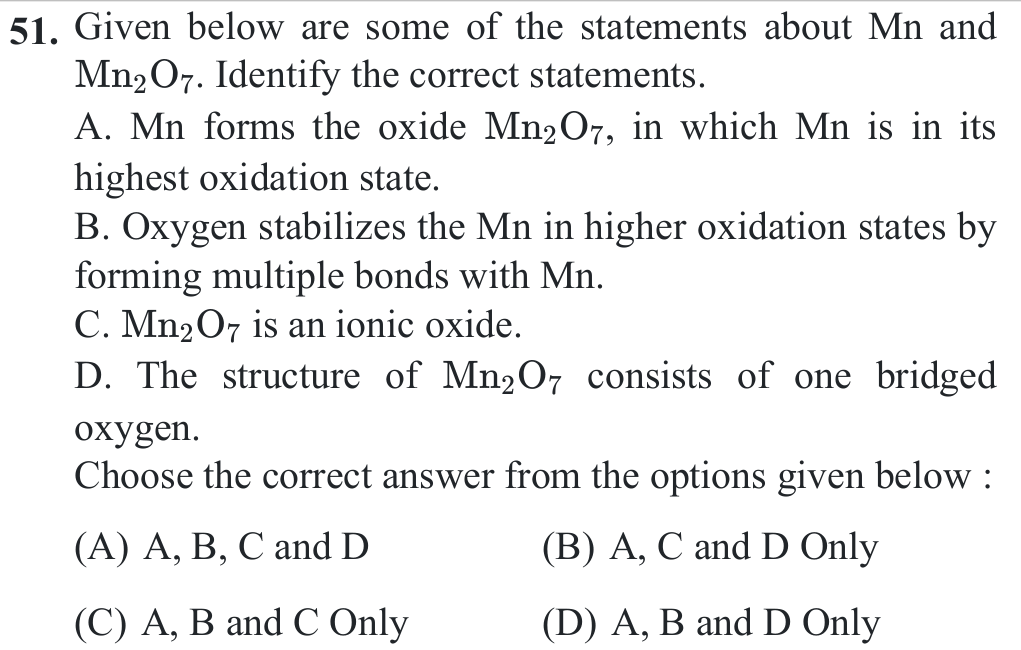 51. Given below are some of the statements about Mn and
Mn₂O₇. Identify the correct statements.
A. Mn forms the oxide Mn₂O₇, in which Mn is in its
highest oxidation state.
B. Oxygen stabilizes the Mn in higher oxidation states by
forming multiple bonds with Mn.
C. Mn₂O₇ is an ionic oxide.
D. The structure of Mn₂O₇ consists of one bridged
oxygen.
Choose the correct answer from the options given below :
(A) A, B, C and D (B) A, C and D Only
(C) A, B and C Only (D) A, B and D Only